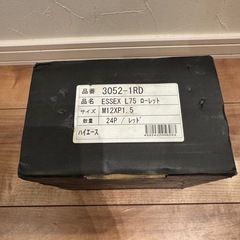 品番 3052-1RD
品名 ESSEX L75 ローレット
サイズ M12XP1.5
数量 24P / レッド
ハイエース